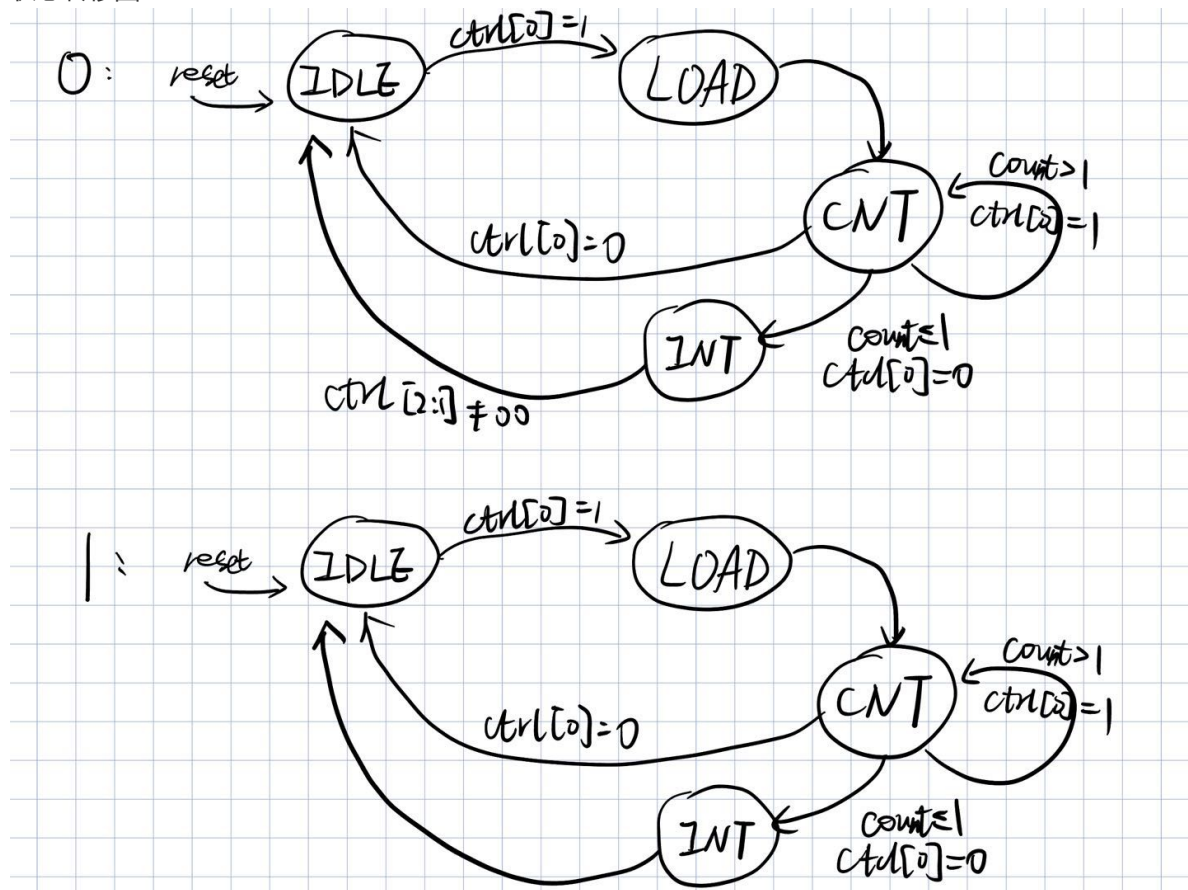 0:
reset
IDLE
ctrl[0]=1
LOAD
CNT
count>1
ctrl[0]=1
ctrl[0]=0
INT
count≤1
ctrl[0]=0
ctrl[2:1]≠00
1:
reset
IDLE
ctrl[0]=1
LOAD
CNT
count>1
ctrl[0]=1
ctrl[0]=0
INT
count≤1
ctrl[0]=0